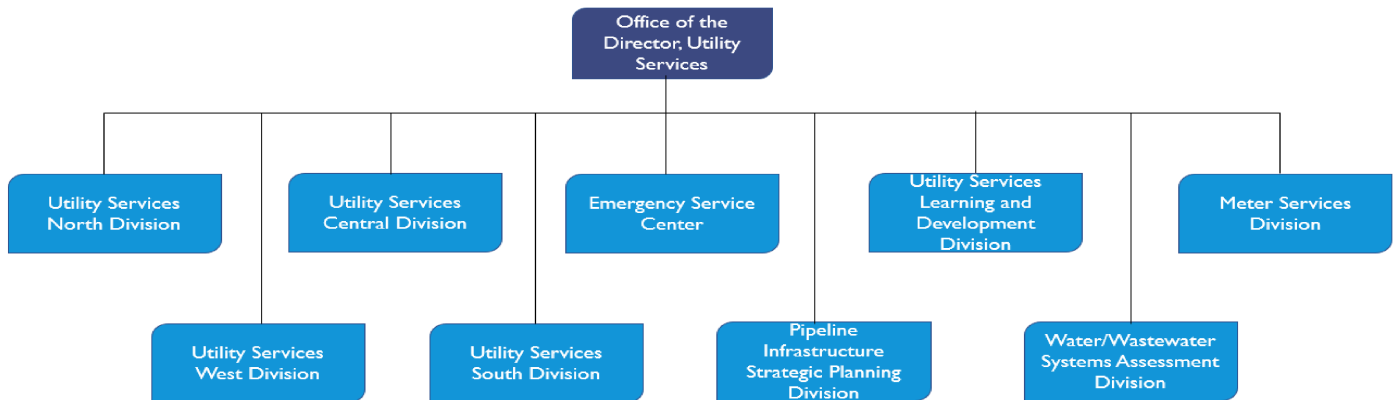 Office of the
Director, Utility
Services
Utility Services
North Division
Utility Services
Central Division
Emergency Service
Center
Utility Services
Learning and
Development
Division
Meter Services
Division
Utility Services
West Division
Utility Services
South Division
Pipeline
Infrastructure
Strategic Planning
Division
Water/Wastewater
Systems Assessment
Division